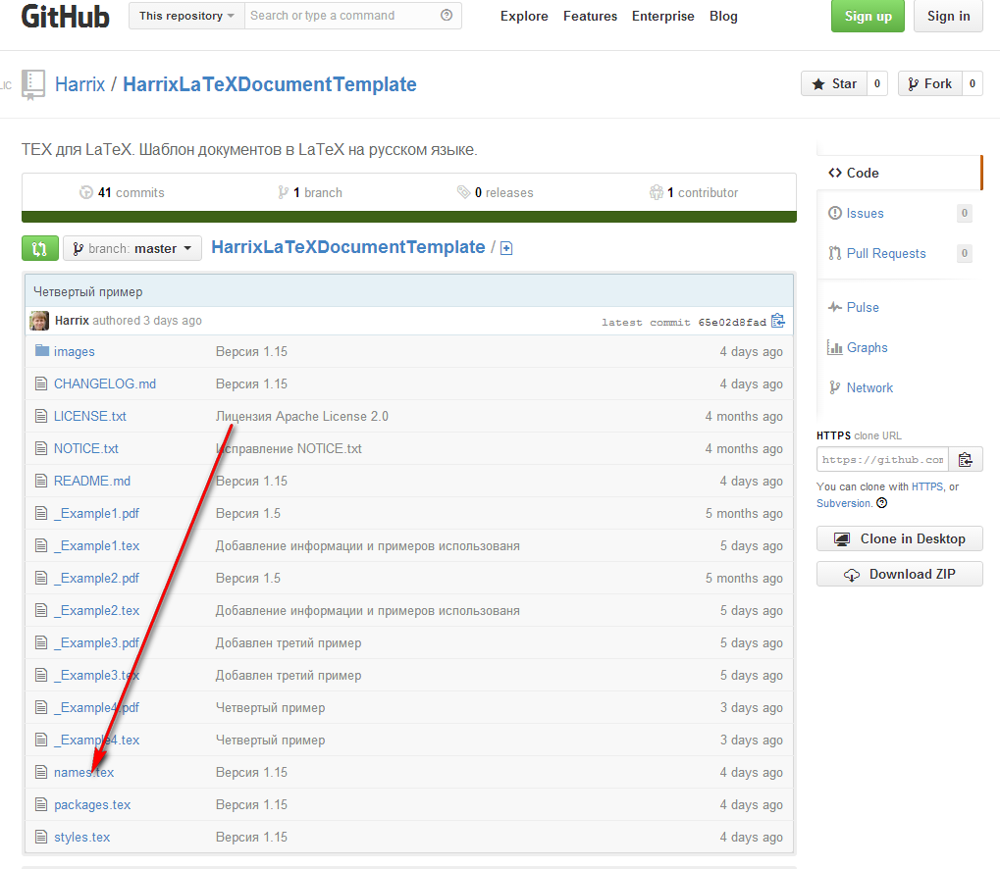 GitHub This repository Search or type a command Explore Features Enterprise Blog Sign up Sign in
LIC Harrix / HarrixLaTeXDocumentTemplate Star 0 Fork 0
TEX для LaTeX. Шаблон документов в LaTeX на русском языке.
41 commits 1 branch 0 releases 1 contributor
branch: master HarrixLaTeXDocumentTemplate /
Четвертый пример
Harrix authored 3 days ago latest commit 65e02d8fad
images Версия 1.15 4 days ago
CHANGELOG.md Версия 1.15 4 days ago
LICENSE.txt Лицензия Apache License 2.0 4 months ago
NOTICE.txt Исправление NOTICE.txt 4 months ago
README.md Версия 1.15 4 days ago
_Example1.pdf Версия 1.5 5 months ago
_Example1.tex Добавление информации и примеров использованя 5 days ago
_Example2.pdf Версия 1.5 5 months ago
_Example2.tex Добавление информации и примеров использованя 5 days ago
_Example3.pdf Добавлен третий пример 5 days ago
_Example3.tex Добавлен третий пример 5 days ago
_Example4.pdf Четвертый пример 3 days ago
_Example4.tex Четвертый пример 3 days ago
names.tex Версия 1.15 4 days ago
packages.tex Версия 1.15 4 days ago
styles.tex Версия 1.15 4 days ago
Code
Issues 0
Pull Requests 0
Pulse
Graphs
Network
HTTPS clone URL
https://github.com
You can clone with HTTPS, or
Subversion.
Clone in Desktop
Download ZIP